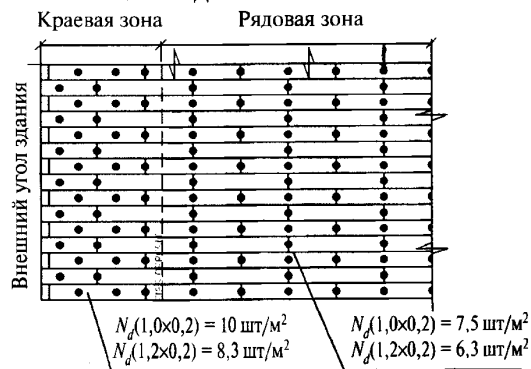 Краевая зона
Рядовая зона
Внешний угол здания
N_d(1,0×0,2) = 10 шт/м²
N_d(1,2×0,2) = 8,3 шт/м²
N_d(1,0×0,2) = 7,5 шт/м²
N_d(1,2×0,2) = 6,3 шт/м²